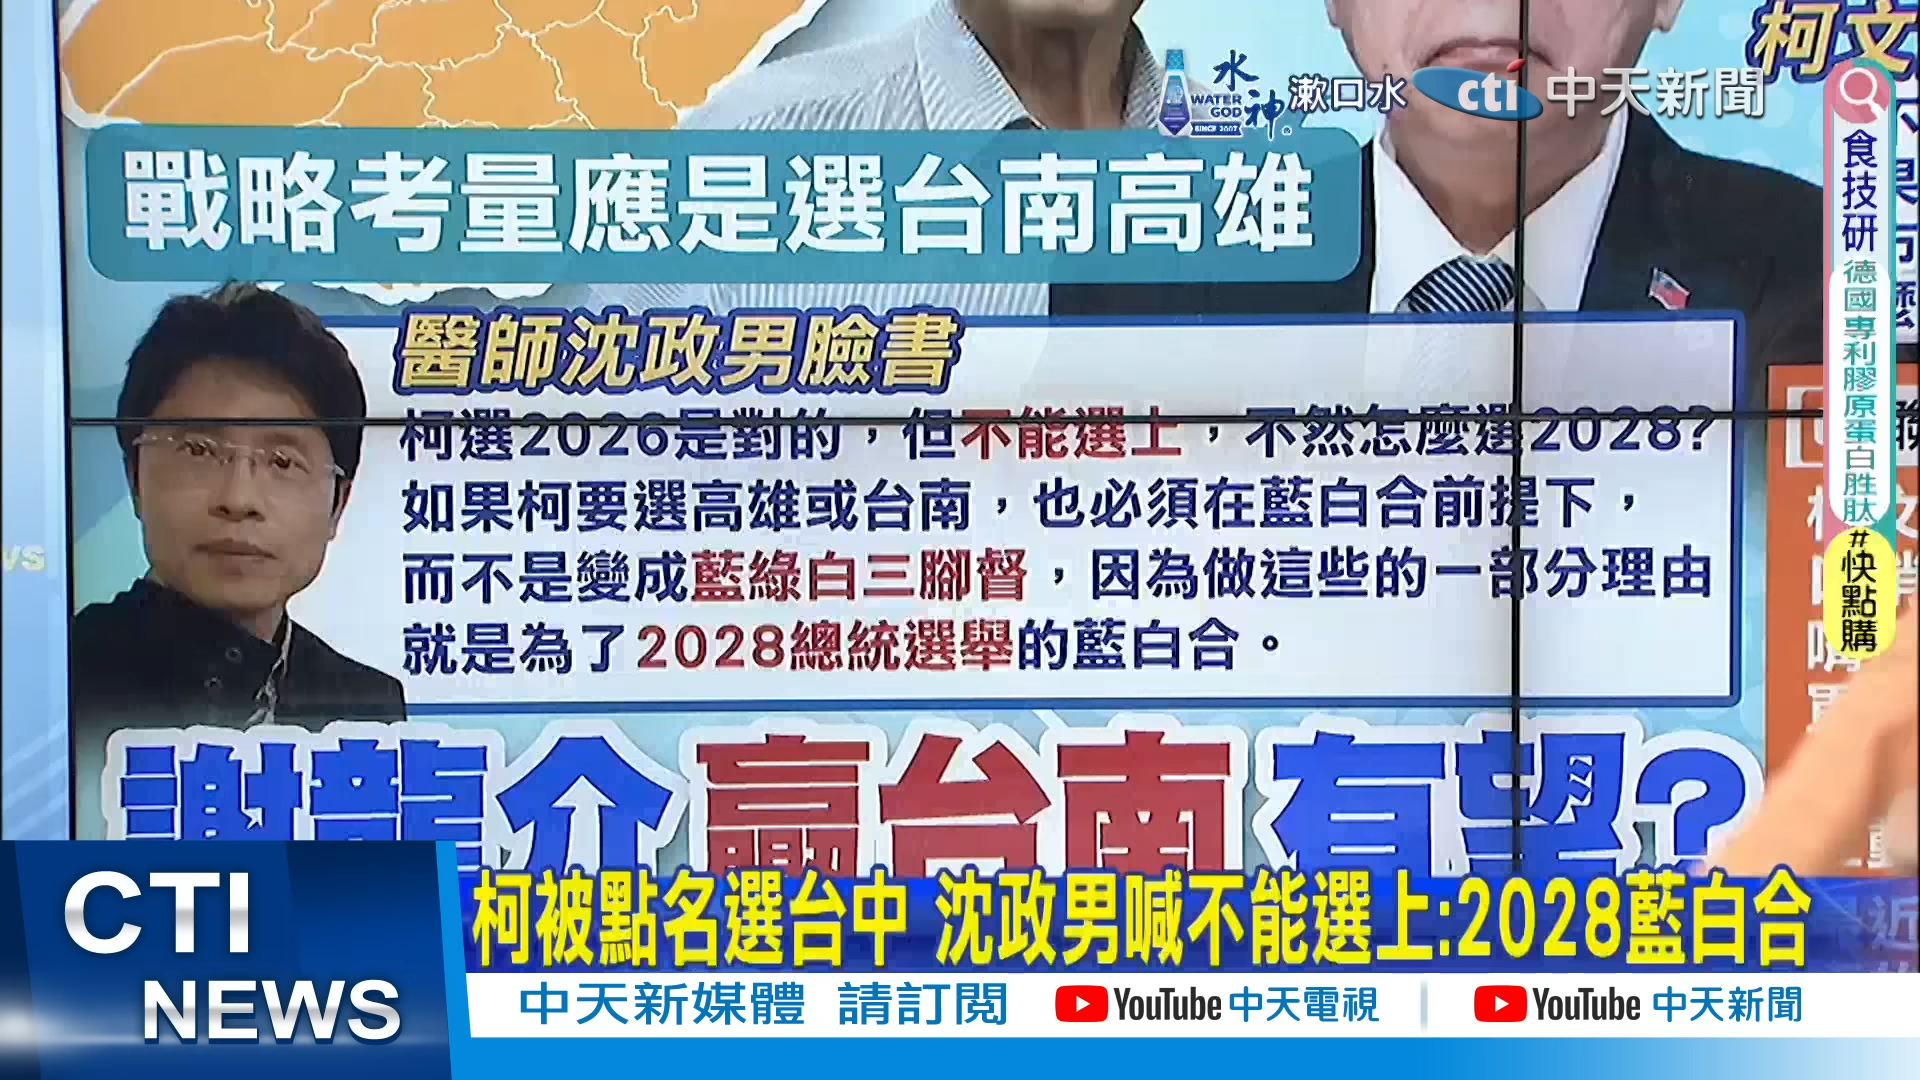 柯文
水神
WATER GOD
SINCE 2007
漱口水
cti 中天新聞
戰略考量應是選台南高雄
醫師沈政男臉書
柯選2026是對的，但不能選上，不然怎麼選2028?
如果柯要選高雄或台南，也必須在藍白合前提下，
而不是變成藍綠白三腳督，因為做這些的一部分理由
就是為了2028總統選舉的藍白合。
謝龍介 贏台南 有望?
食技研
德國專利膠原蛋白胜肽
#快點購
CTI NEWS
柯被點名選台中 沈政男喊不能選上:2028藍白合
中天新媒體 請訂閱 YouTube 中天電視 | YouTube 中天新聞